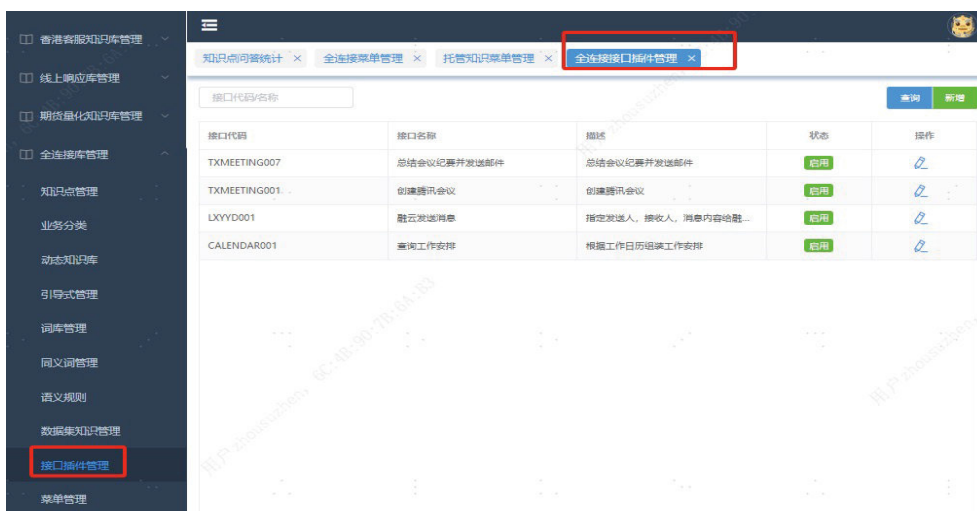 香港客服知识库管理
线上响应库管理
期货量化知识库管理
全连接库管理
知识点管理
业务分类
动态知识库
引导式管理
词库管理
同义词管理
语义规则
数据集知识管理
接口插件管理
菜单管理
知识点问答统计 × 全连接菜单管理 × 托管知识菜单管理 × 全连接接口插件管理 ×
接口代码/名称 查询 新增
接口代码 接口名称 描述 状态 操作
TXMEETING007 总结会议纪要并发送邮件 总结会议纪要并发送邮件 启用
TXMEETING001 创建腾讯会议 创建腾讯会议 启用
LXYYD001 融云发送消息 指定发送人，接收人，消息内容给融... 启用
CALENDAR001 查询工作安排 根据工作日历组装工作安排 启用